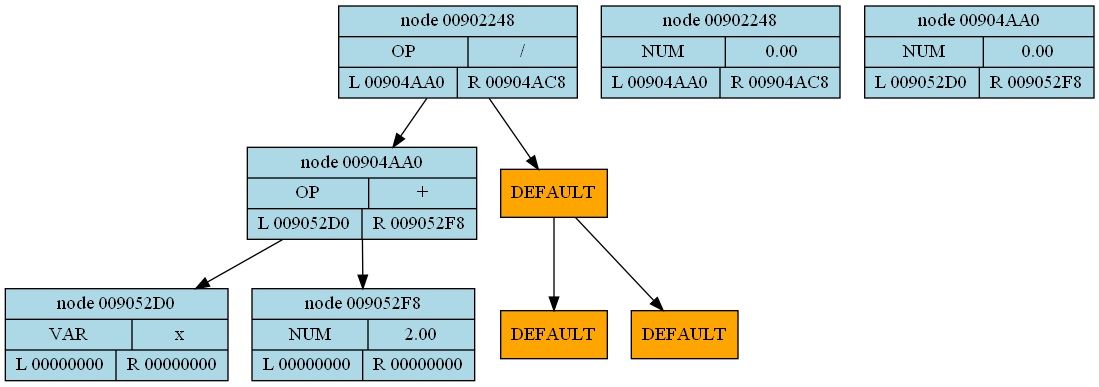 node 00902248
OP /
L 00904AA0 R 00904AC8
node 00902248
NUM 0.00
L 00904AA0 R 00904AC8
node 00904AA0
NUM 0.00
L 009052D0 R 009052F8
node 00904AA0
OP +
L 009052D0 R 009052F8
DEFAULT
node 009052D0
VAR x
L 00000000 R 00000000
node 009052F8
NUM 2.00
L 00000000 R 00000000
DEFAULT
DEFAULT